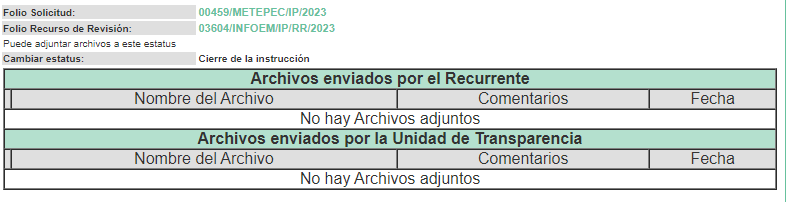 Folio Solicitud: 00459/METEPEC/IP/2023
Folio Recurso de Revisión: 03604/INFOEM/IP/RR/2023
Puede adjuntar archivos a este estatus
Cambiar estatus: Cierre de la instrucción
Archivos enviados por el Recurrente
Nombre del Archivo Comentarios Fecha
No hay Archivos adjuntos
Archivos enviados por la Unidad de Transparencia
Nombre del Archivo Comentarios Fecha
No hay Archivos adjuntos